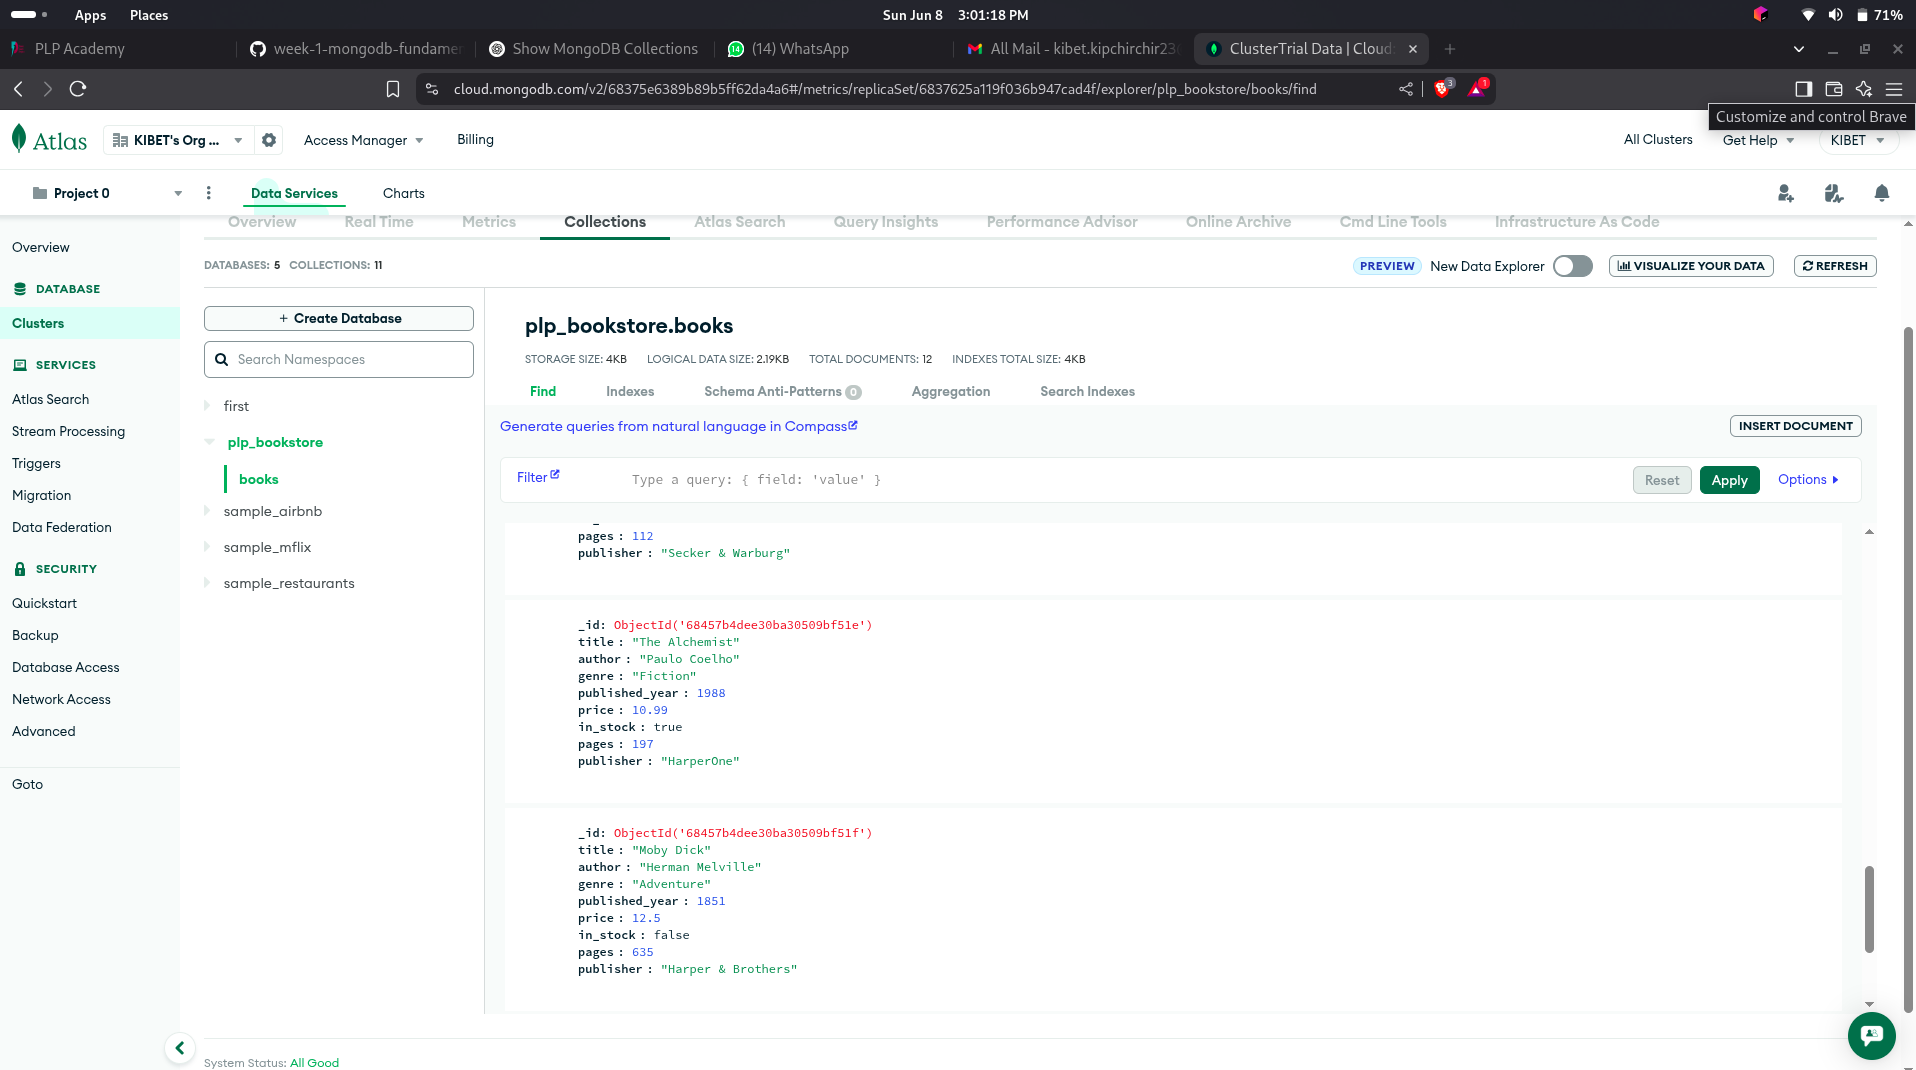 Apps Places Sun Jun 8 3:01:18 PM 71%
PLP Academy week-1-mongodb-fundamer Show MongoDB Collections (14) WhatsApp All Mail - kibet.kipchirchir23 ClusterTrial Data | Cloud
cloud.mongodb.com/v2/68375e6389b89b5ff62da4a6#/metrics/replicaSet/6837625a119f036b947cad4f/explorer/plp_bookstore/books/find 3 1
Customize and control Brave
Atlas KIBET's Org ... Access Manager Billing All Clusters Get Help KIBET
Project 0 Data Services Charts
Overview Real Time Metrics Collections Atlas Search Query Insights Performance Advisor Online Archive Cmd Line Tools Infrastructure As Code
DATABASES: 5 COLLECTIONS: 11 PREVIEW New Data Explorer VISUALIZE YOUR DATA REFRESH
Overview
DATABASE
Clusters
SERVICES
Atlas Search
Stream Processing
Triggers
Migration
Data Federation
SECURITY
Quickstart
Backup
Database Access
Network Access
Advanced
Goto
+ Create Database
Search Namespaces
first
plp_bookstore
books
sample_airbnb
sample_mflix
sample_restaurants
plp_bookstore.books
STORAGE SIZE: 4KB LOGICAL DATA SIZE: 2.19KB TOTAL DOCUMENTS: 12 INDEXES TOTAL SIZE: 4KB
Find Indexes Schema Anti-Patterns 0 Aggregation Search Indexes
Generate queries from natural language in Compass INSERT DOCUMENT
Filter Type a query: { field: 'value' } Reset Apply Options
pages : 112
publisher : "Secker & Warburg"
_id: ObjectId('68457b4dee30ba30509bf51e')
title : "The Alchemist"
author : "Paulo Coelho"
genre : "Fiction"
published_year : 1988
price : 10.99
in_stock : true
pages : 197
publisher : "HarperOne"
_id: ObjectId('68457b4dee30ba30509bf51f')
title : "Moby Dick"
author : "Herman Melville"
genre : "Adventure"
published_year : 1851
price : 12.5
in_stock : false
pages : 635
publisher : "Harper & Brothers"
System Status: All Good